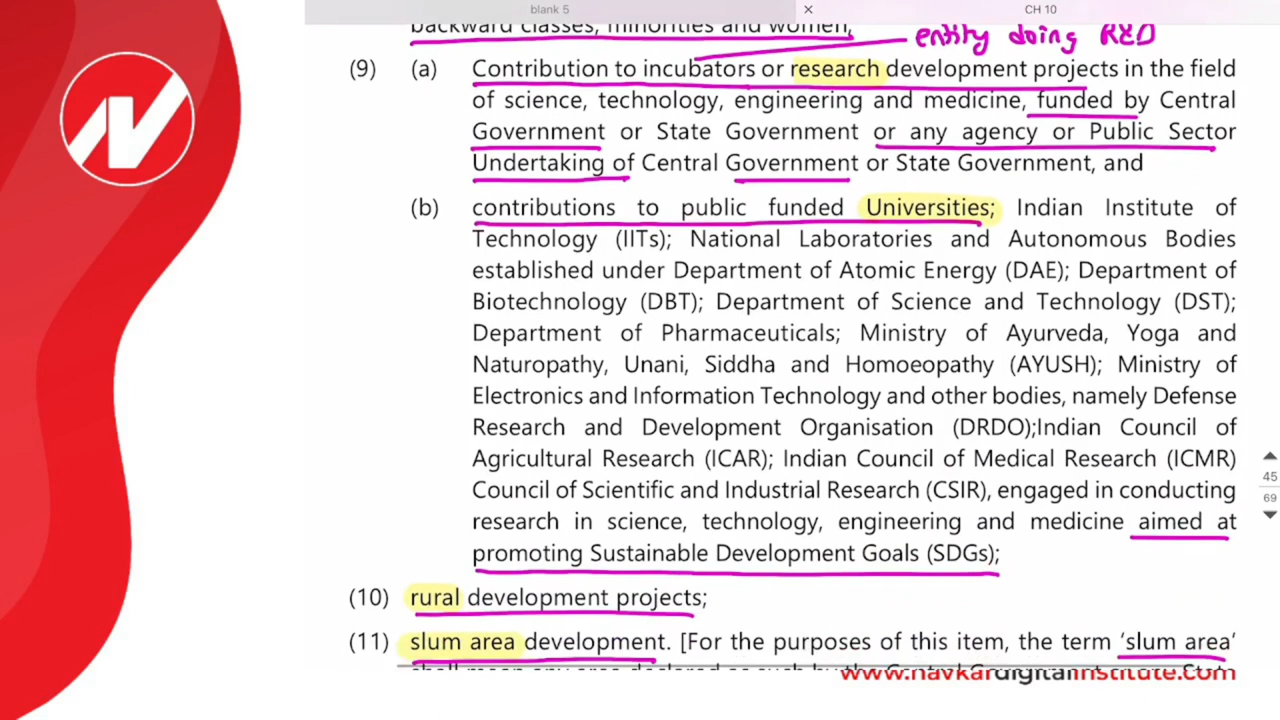 blank 5
CH 10
backward classes, minorities and women,
entity doing R&D
(9) (a) Contribution to incubators or research development projects in the field
of science, technology, engineering and medicine, funded by Central
Government or State Government or any agency or Public Sector
Undertaking of Central Government or State Government, and
(b) contributions to public funded Universities; Indian Institute of
Technology (IITs); National Laboratories and Autonomous Bodies
established under Department of Atomic Energy (DAE); Department of
Biotechnology (DBT); Department of Science and Technology (DST);
Department of Pharmaceuticals; Ministry of Ayurveda, Yoga and
Naturopathy, Unani, Siddha and Homoeopathy (AYUSH); Ministry of
Electronics and Information Technology and other bodies, namely Defense
Research and Development Organisation (DRDO);Indian Council of
Agricultural Research (ICAR); Indian Council of Medical Research (ICMR)
Council of Scientific and Industrial Research (CSIR), engaged in conducting
45
research in science, technology, engineering and medicine aimed at
69
promoting Sustainable Development Goals (SDGs);
(10) rural development projects;
(11) slum area development. [For the purposes of this item, the term 'slum area'
www.navkardigitalinstitute.com